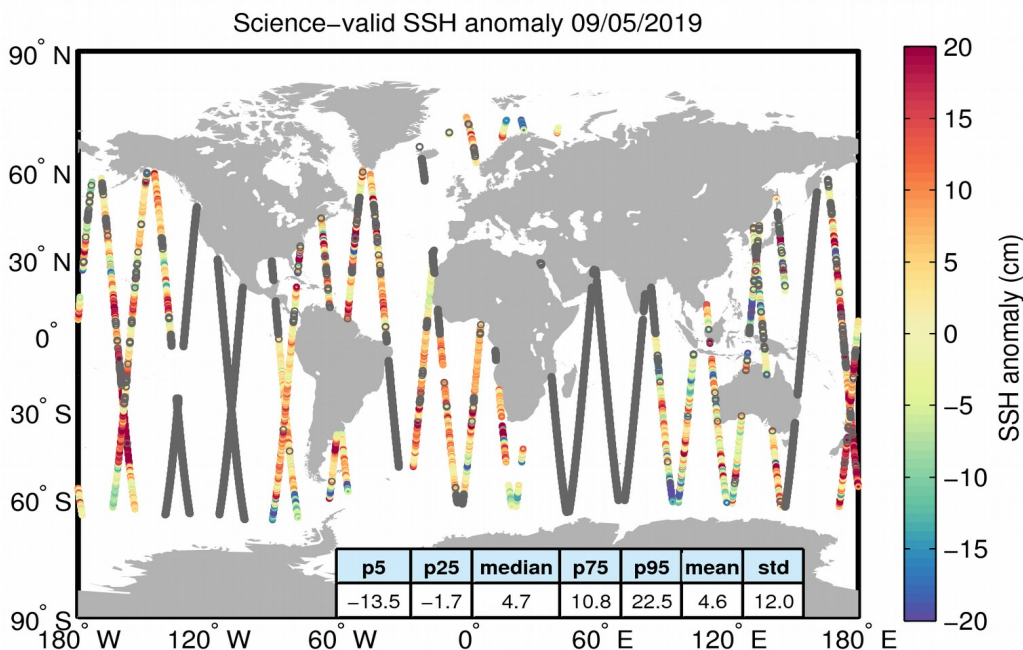 Science−valid SSH anomaly 09/05/2019
90° N
60° N
30° N
0°
30° S
60° S
90° S
180° W
120° W
60° W
0°
60° E
120° E
180° E
p5 p25 median p75 p95 mean std
−13.5 −1.7 4.7 10.8 22.5 4.6 12.0
20
15
10
5
0
−5
−10
−15
−20
SSH anomaly (cm)